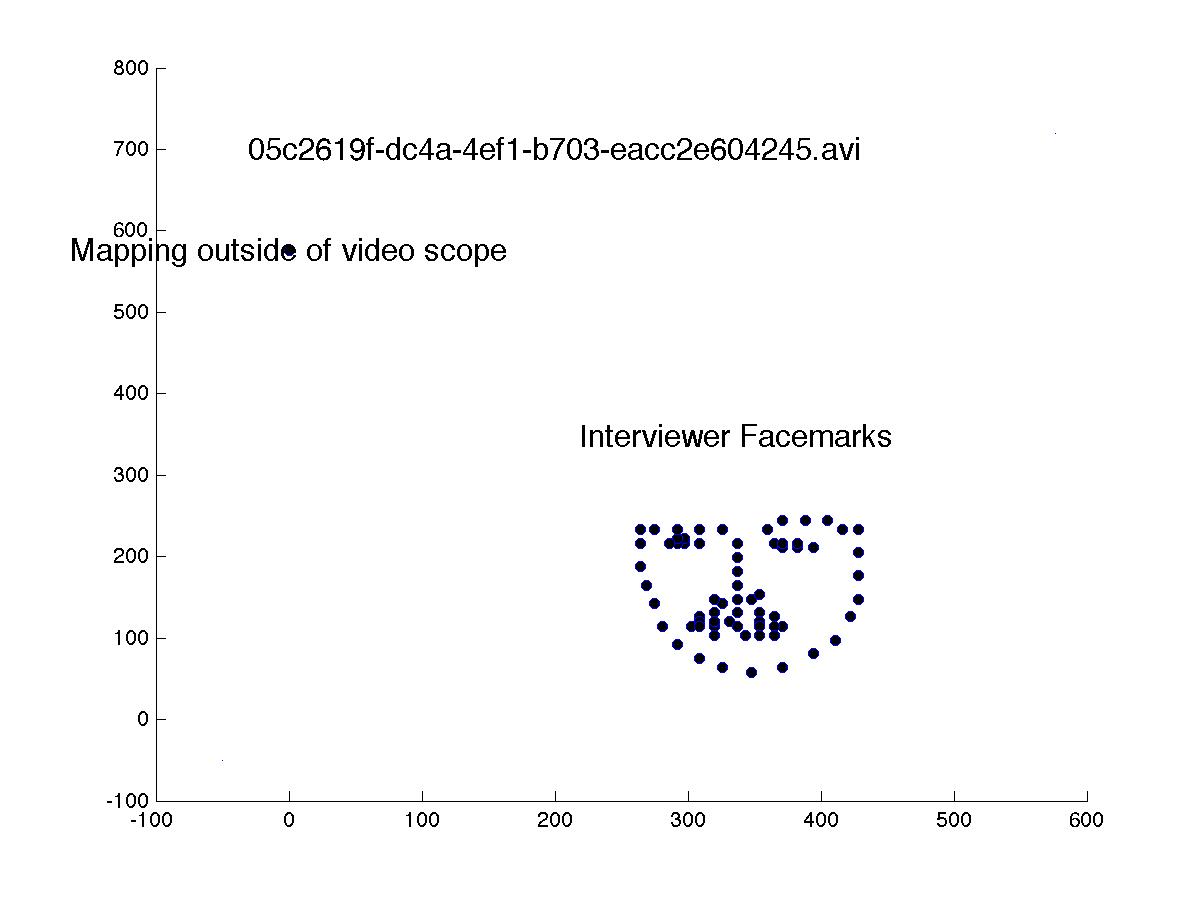 800
05c2619f-dc4a-4ef1-b703-eacc2e604245.avi
700
600
Mapping outside of video scope
500
400
Interviewer Facemarks
300
200
100
0
-100
-100 0 100 200 300 400 500 600